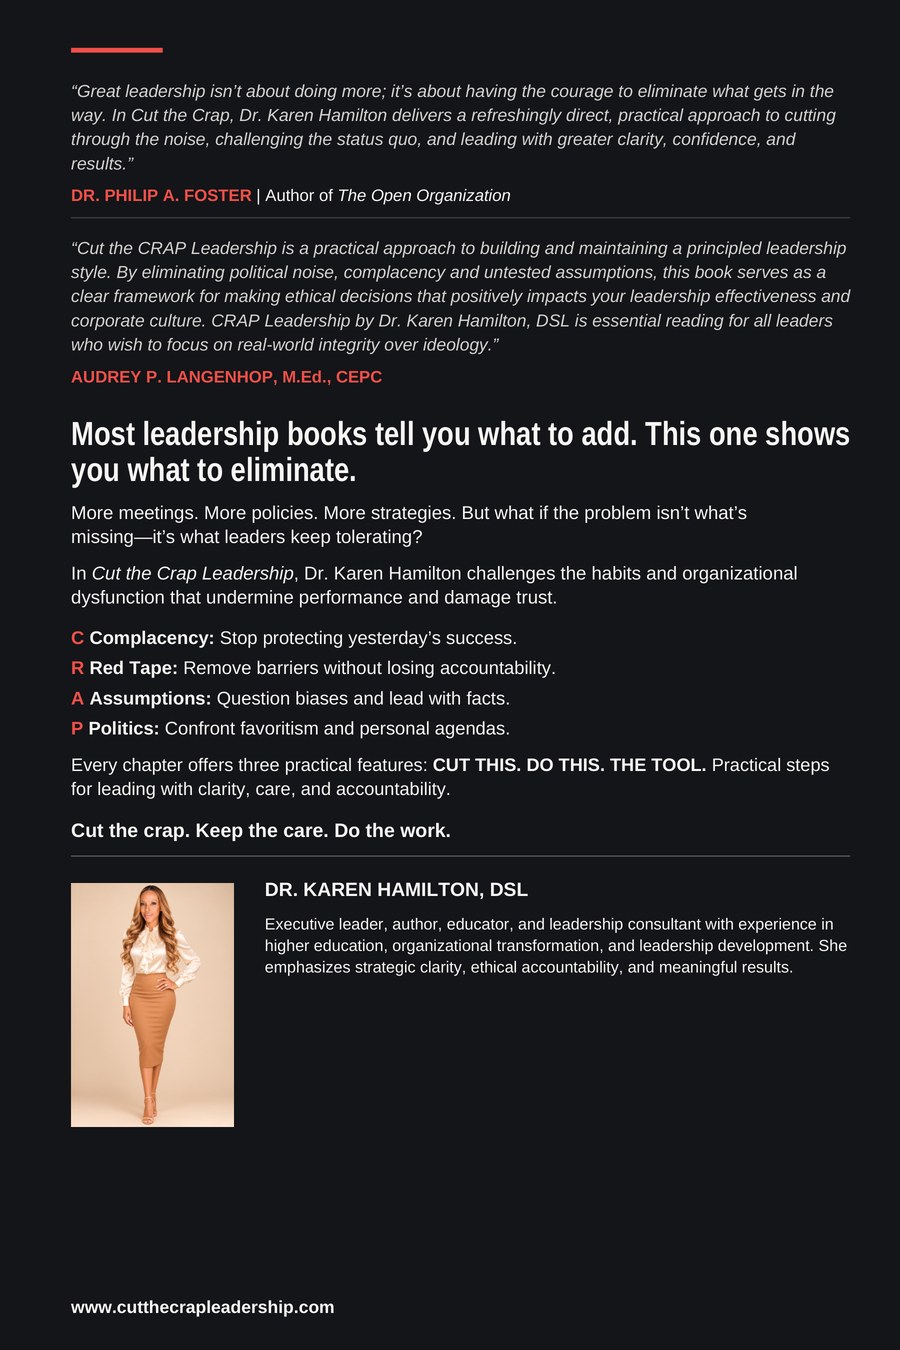 “Great leadership isn’t about doing more; it’s about having the courage to eliminate what gets in the
way. In Cut the Crap, Dr. Karen Hamilton delivers a refreshingly direct, practical approach to cutting
through the noise, challenging the status quo, and leading with greater clarity, confidence, and
results.”
DR. PHILIP A. FOSTER | Author of The Open Organization
“Cut the CRAP Leadership is a practical approach to building and maintaining a principled leadership
style. By eliminating political noise, complacency and untested assumptions, this book serves as a
clear framework for making ethical decisions that positively impacts your leadership effectiveness and
corporate culture. CRAP Leadership by Dr. Karen Hamilton, DSL is essential reading for all leaders
who wish to focus on real-world integrity over ideology.”
AUDREY P. LANGENHOP, M.Ed., CEPC
Most leadership books tell you what to add. This one shows
you what to eliminate.
More meetings. More policies. More strategies. But what if the problem isn’t what’s
missing—it’s what leaders keep tolerating?
In Cut the Crap Leadership, Dr. Karen Hamilton challenges the habits and organizational
dysfunction that undermine performance and damage trust.
C Complacency: Stop protecting yesterday’s success.
R Red Tape: Remove barriers without losing accountability.
A Assumptions: Question biases and lead with facts.
P Politics: Confront favoritism and personal agendas.
Every chapter offers three practical features: CUT THIS. DO THIS. THE TOOL. Practical steps
for leading with clarity, care, and accountability.
Cut the crap. Keep the care. Do the work.
DR. KAREN HAMILTON, DSL
Executive leader, author, educator, and leadership consultant with experience in
higher education, organizational transformation, and leadership development. She
emphasizes strategic clarity, ethical accountability, and meaningful results.
www.cutthecrapleadership.com